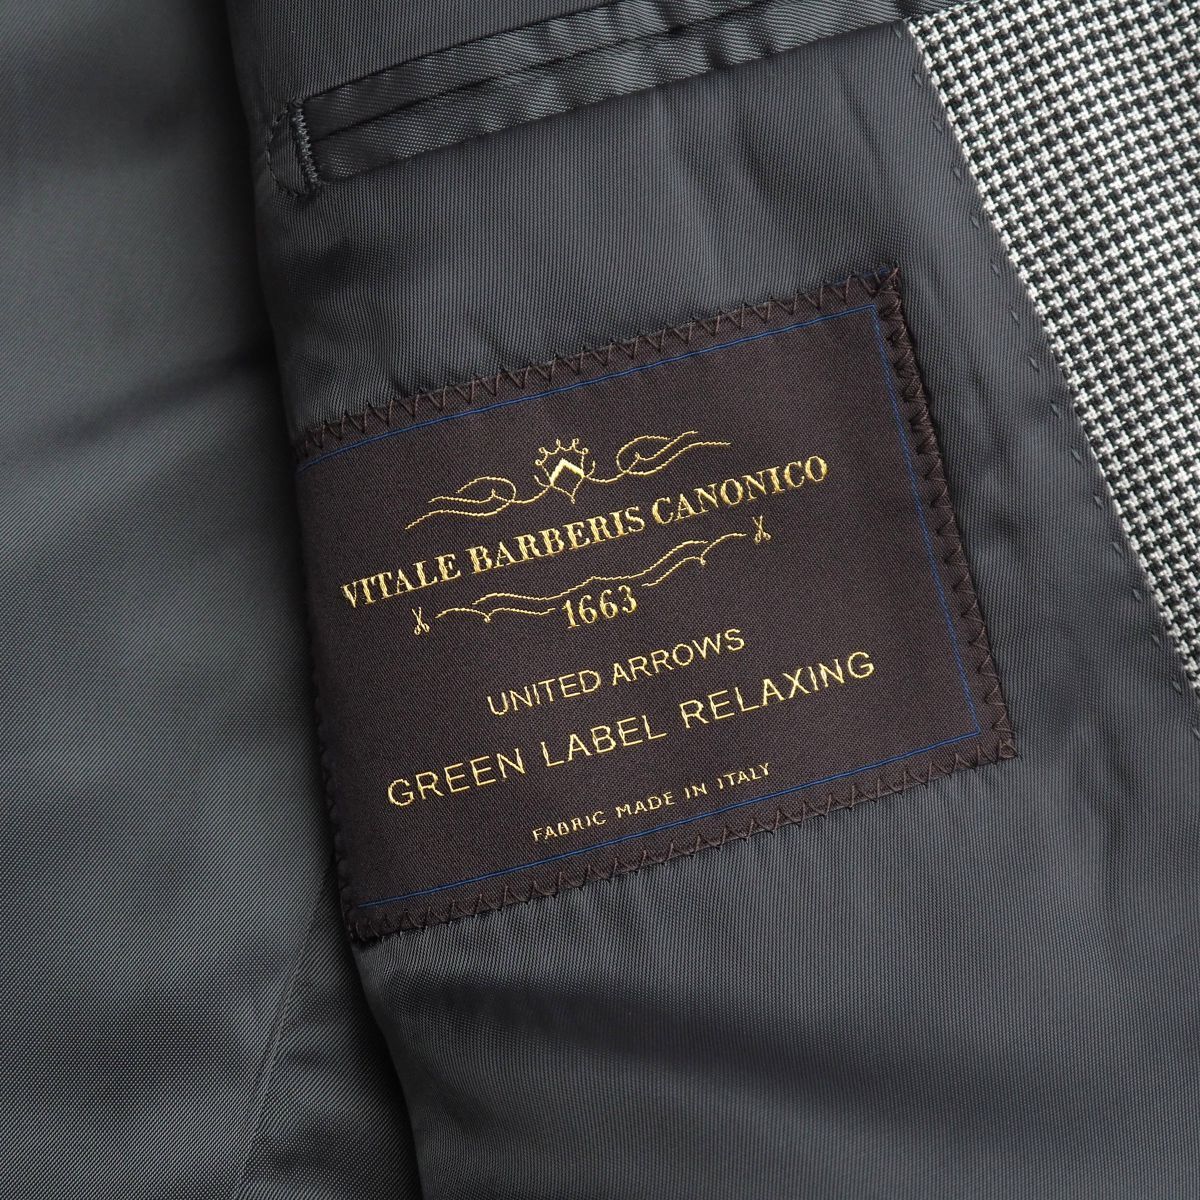 VITALE BARBERIS CANONICO
1663
UNITED ARROWS
GREEN LABEL RELAXING
FABRIC MADE IN ITALY